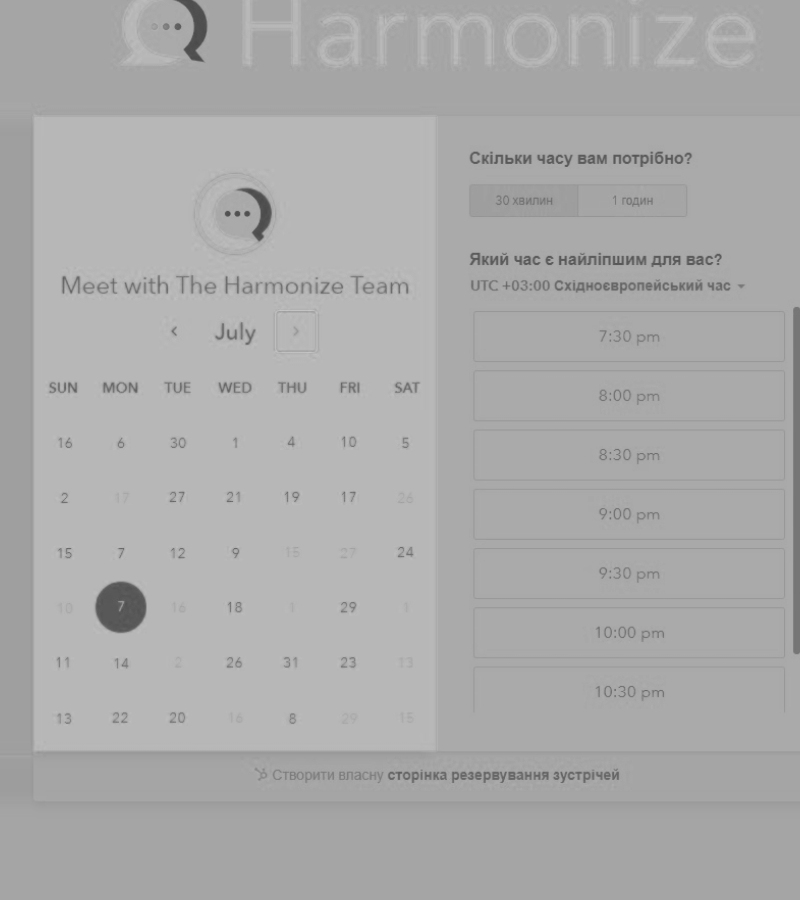 Harmonize
Meet with The Harmonize Team
‹ July ›
SUN MON TUE WED THU FRI SAT
16 6 30 1 4 10 5
2 17 27 21 19 17 26
15 7 12 9 15 27 24
10 7 16 18 1 29 1
11 14 2 26 31 23 13
13 22 20 16 8 29 15
Скільки часу вам потрібно?
30 хвилин 1 годин
Який час є найліпшим для вас?
UTC +03:00 Східноєвропейський час
7:30 pm
8:00 pm
8:30 pm
9:00 pm
9:30 pm
10:00 pm
10:30 pm
Створити власну сторінка резервування зустрічей